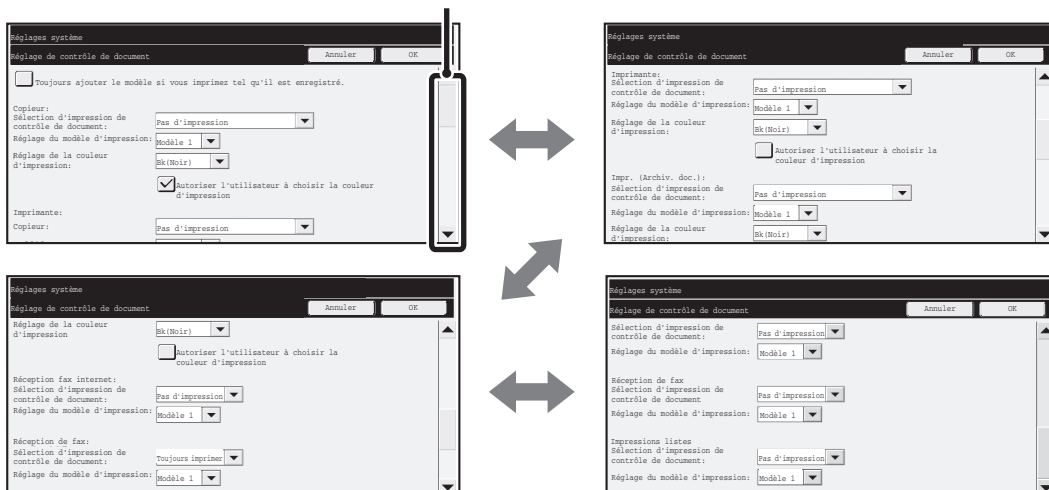 Réglages système
Réglage de contrôle de document Annuler OK
Toujours ajouter le modèle si vous imprimez tel qu'il est enregistré.
Copieur:
Sélection d'impression de
contrôle de document: Pas d'impression
Réglage du modèle d'impression: Modèle 1
Réglage de la couleur
d'impression: Bk(Noir)
Autoriser l'utilisateur à choisir la couleur
d'impression
Imprimante:
Copieur: Pas d'impression
Réglages système
Réglage de contrôle de document Annuler OK
Imprimante:
Sélection d'impression de
contrôle de document: Pas d'impression
Réglage du modèle d'impression: Modèle 1
Réglage de la couleur
d'impression: Bk(Noir)
Autoriser l'utilisateur à choisir la
couleur d'impression
Impr. (Archiv. doc.):
Sélection d'impression de
contrôle de document: Pas d'impression
Réglage du modèle d'impression: Modèle 1
Réglage de la couleur
d'impression: Bk(Noir)
Réglages système
Réglage de contrôle de document Annuler OK
Réglage de la couleur
d'impression Bk(Noir)
Autoriser l'utilisateur à choisir la
couleur d'impression
Réception fax internet:
Sélection d'impression de
contrôle de document: Pas d'impression
Réglage du modèle d'impression: Modèle 1
Réception de fax:
Sélection d'impression de
contrôle de document: Toujours imprimer
Réglage du modèle d'impression: Modèle 1
Réglages système
Réglage de contrôle de document Annuler OK
Sélection d'impression de
contrôle de document: Pas d'impression
Réglage du modèle d'impression: Modèle 1
Réception de fax
Sélection d'impression de
contrôle de document Pas d'impression
Réglage du modèle d'impression: Modèle 1
Impressions listes
Sélection d'impression de
contrôle de document: Pas d'impression
Réglage du modèle d'impression: Modèle 1